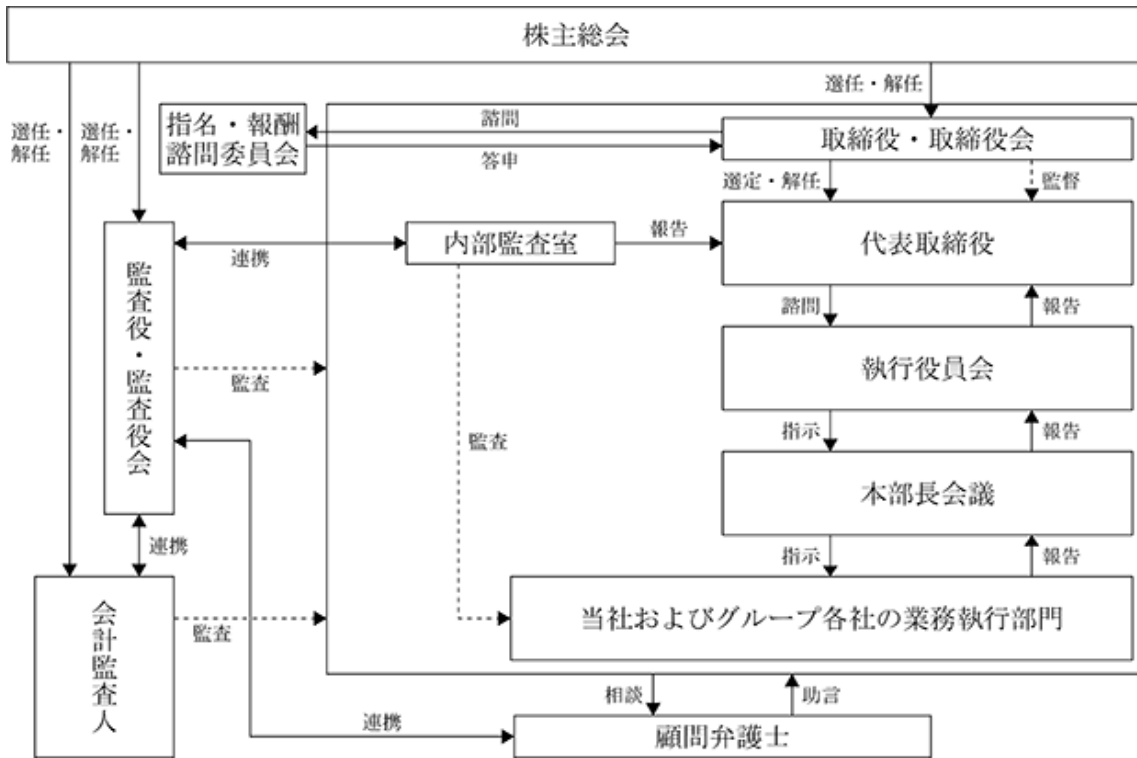 株主総会
選任・解任
選任・
解任
選任・
解任
指名・報酬
諮問委員会
諮問
答申
取締役・取締役会
選定・解任
監督
監査役・監査役会
連携
内部監査室
報告
代表取締役
諮問
報告
執行役員会
監査
監査
指示
報告
本部長会議
連携
指示
報告
会計監査人
監査
当社およびグループ各社の業務執行部門
相談
助言
連携
顧問弁護士